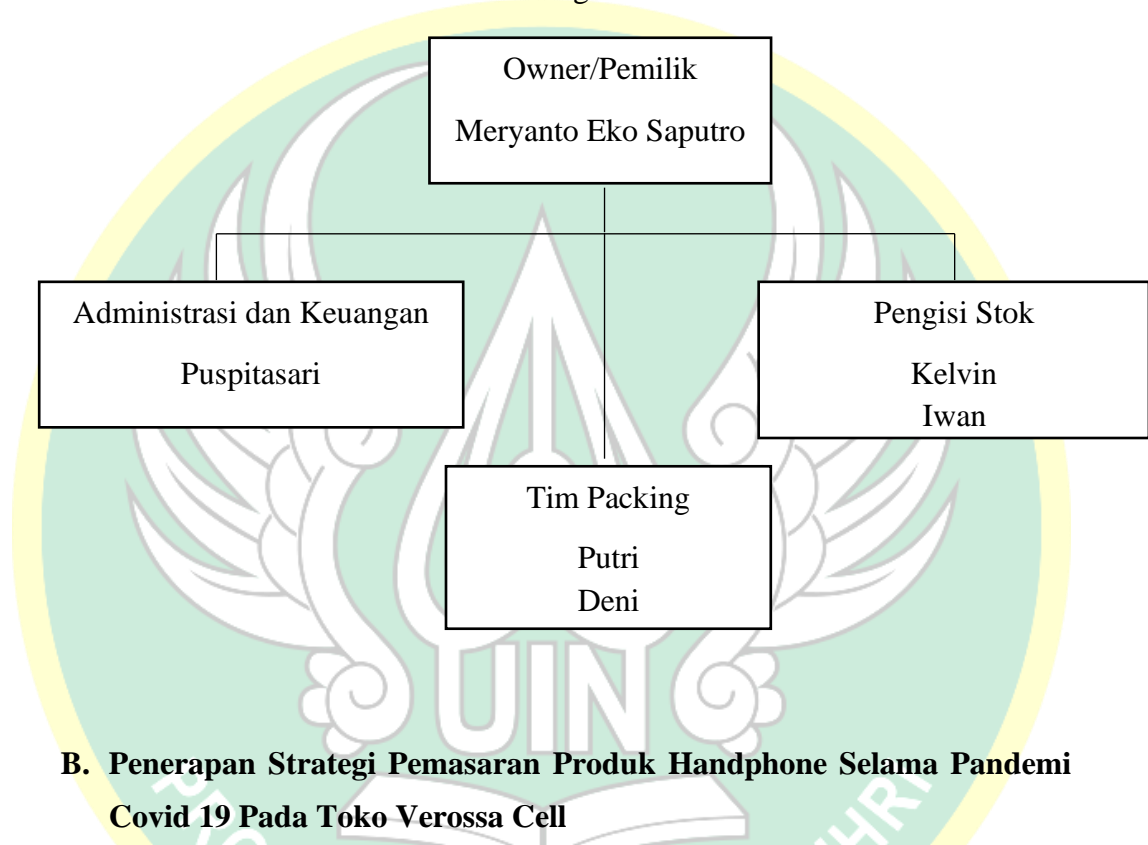 Owner/Pemilik
Meryanto Eko Saputro
Administrasi dan Keuangan
Puspitasari
Pengisi Stok
Kelvin
Iwan
Tim Packing
Putri
Deni
UIN
B. Penerapan Strategi Pemasaran Produk Handphone Selama Pandemi
Covid 19 Pada Toko Verossa Cell